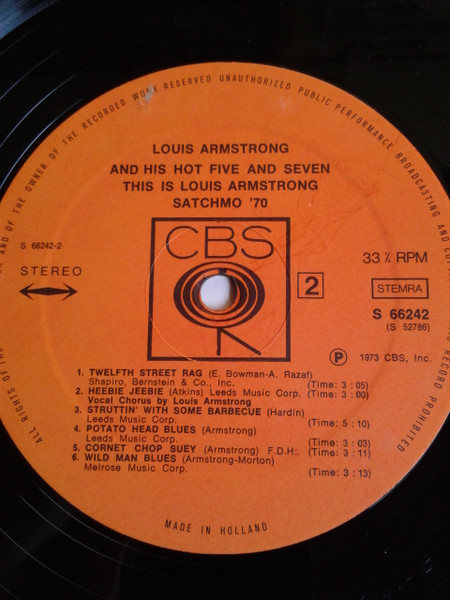 AND OF THE OWNER OF THE RECORDED WORK RESERVED UNAUTHORIZED PUBLIC PERFORMANCE BROADCASTING AND
LOUIS ARMSTRONG
AND HIS HOT FIVE AND SEVEN
THIS IS LOUIS ARMSTRONG
SATCHMO '70
CBS
S 66242-2
STEREO
2
33⅓ RPM
STEMRA
S 66242
(S 52786)
℗ 1973 CBS, Inc.
1. TWELFTH STREET RAG (E. Bowman-A. Razaf)
Shapiro, Bernstein & Co., Inc. (Time: 3:05)
2. HEEBIE JEEBIE (Atkins) Leeds Music Corp. (Time: 3:00)
Vocal Chorus by Louis Armstrong
3. STRUTTIN' WITH SOME BARBECUE (Hardin)
Leeds Music Corp. (Time: 5:10)
4. POTATO HEAD BLUES (Armstrong)
Leeds Music Corp. (Time: 3:03)
5. CORNET CHOP SUEY (Armstrong) F.D.H:. (Time: 3:11)
6. WILD MAN BLUES (Armstrong-Morton)
Melrose Music Corp. (Time: 3:13)
ALL RIGHTS OF THE
RECORD PROHIBITED
MADE IN HOLLAND